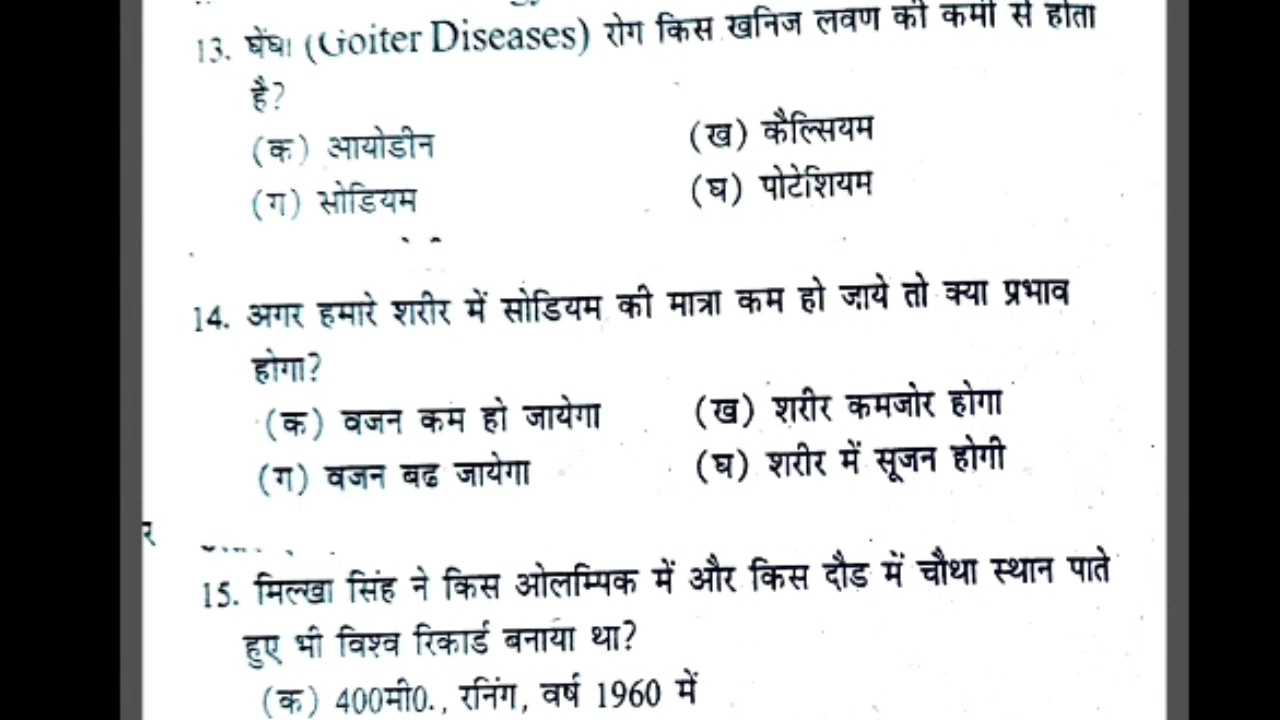 13. घेंघा (Goiter Diseases) रोग किस खनिज लवण की कमी से होता
है?
(क) आयोडीन (ख) कैल्सियम
(ग) सोडियम (घ) पोटेशियम
14. अगर हमारे शरीर में सोडियम की मात्रा कम हो जाये तो क्या प्रभाव
होगा?
(क) वजन कम हो जायेगा (ख) शरीर कमजोर होगा
(ग) वजन बढ जायेगा (घ) शरीर में सूजन होगी
15. मिल्खा सिंह ने किस ओलम्पिक में और किस दौड में चौथा स्थान पाते
हुए भी विश्व रिकार्ड बनाया था?
(क) 400मी0., रनिंग, वर्ष 1960 में